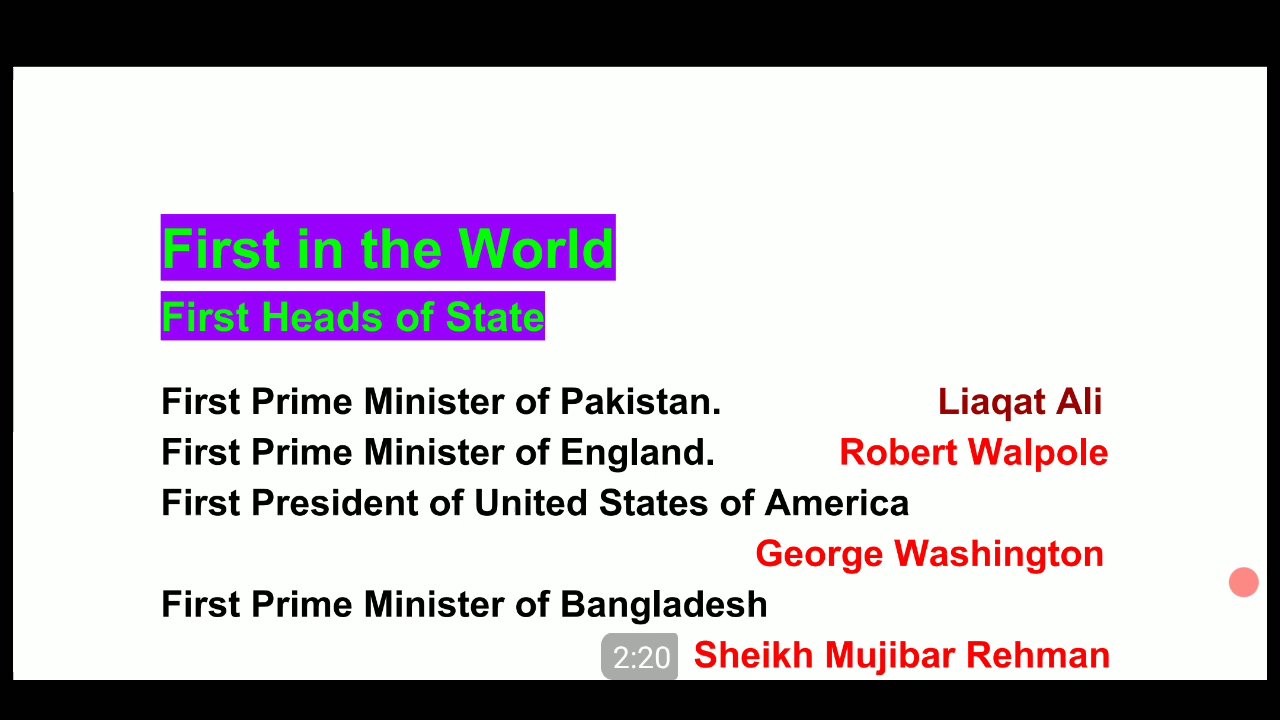 First in the World
First Heads of State
First Prime Minister of Pakistan. Liaqat Ali
First Prime Minister of England. Robert Walpole
First President of United States of America
George Washington
First Prime Minister of Bangladesh
2:20 Sheikh Mujibar Rehman